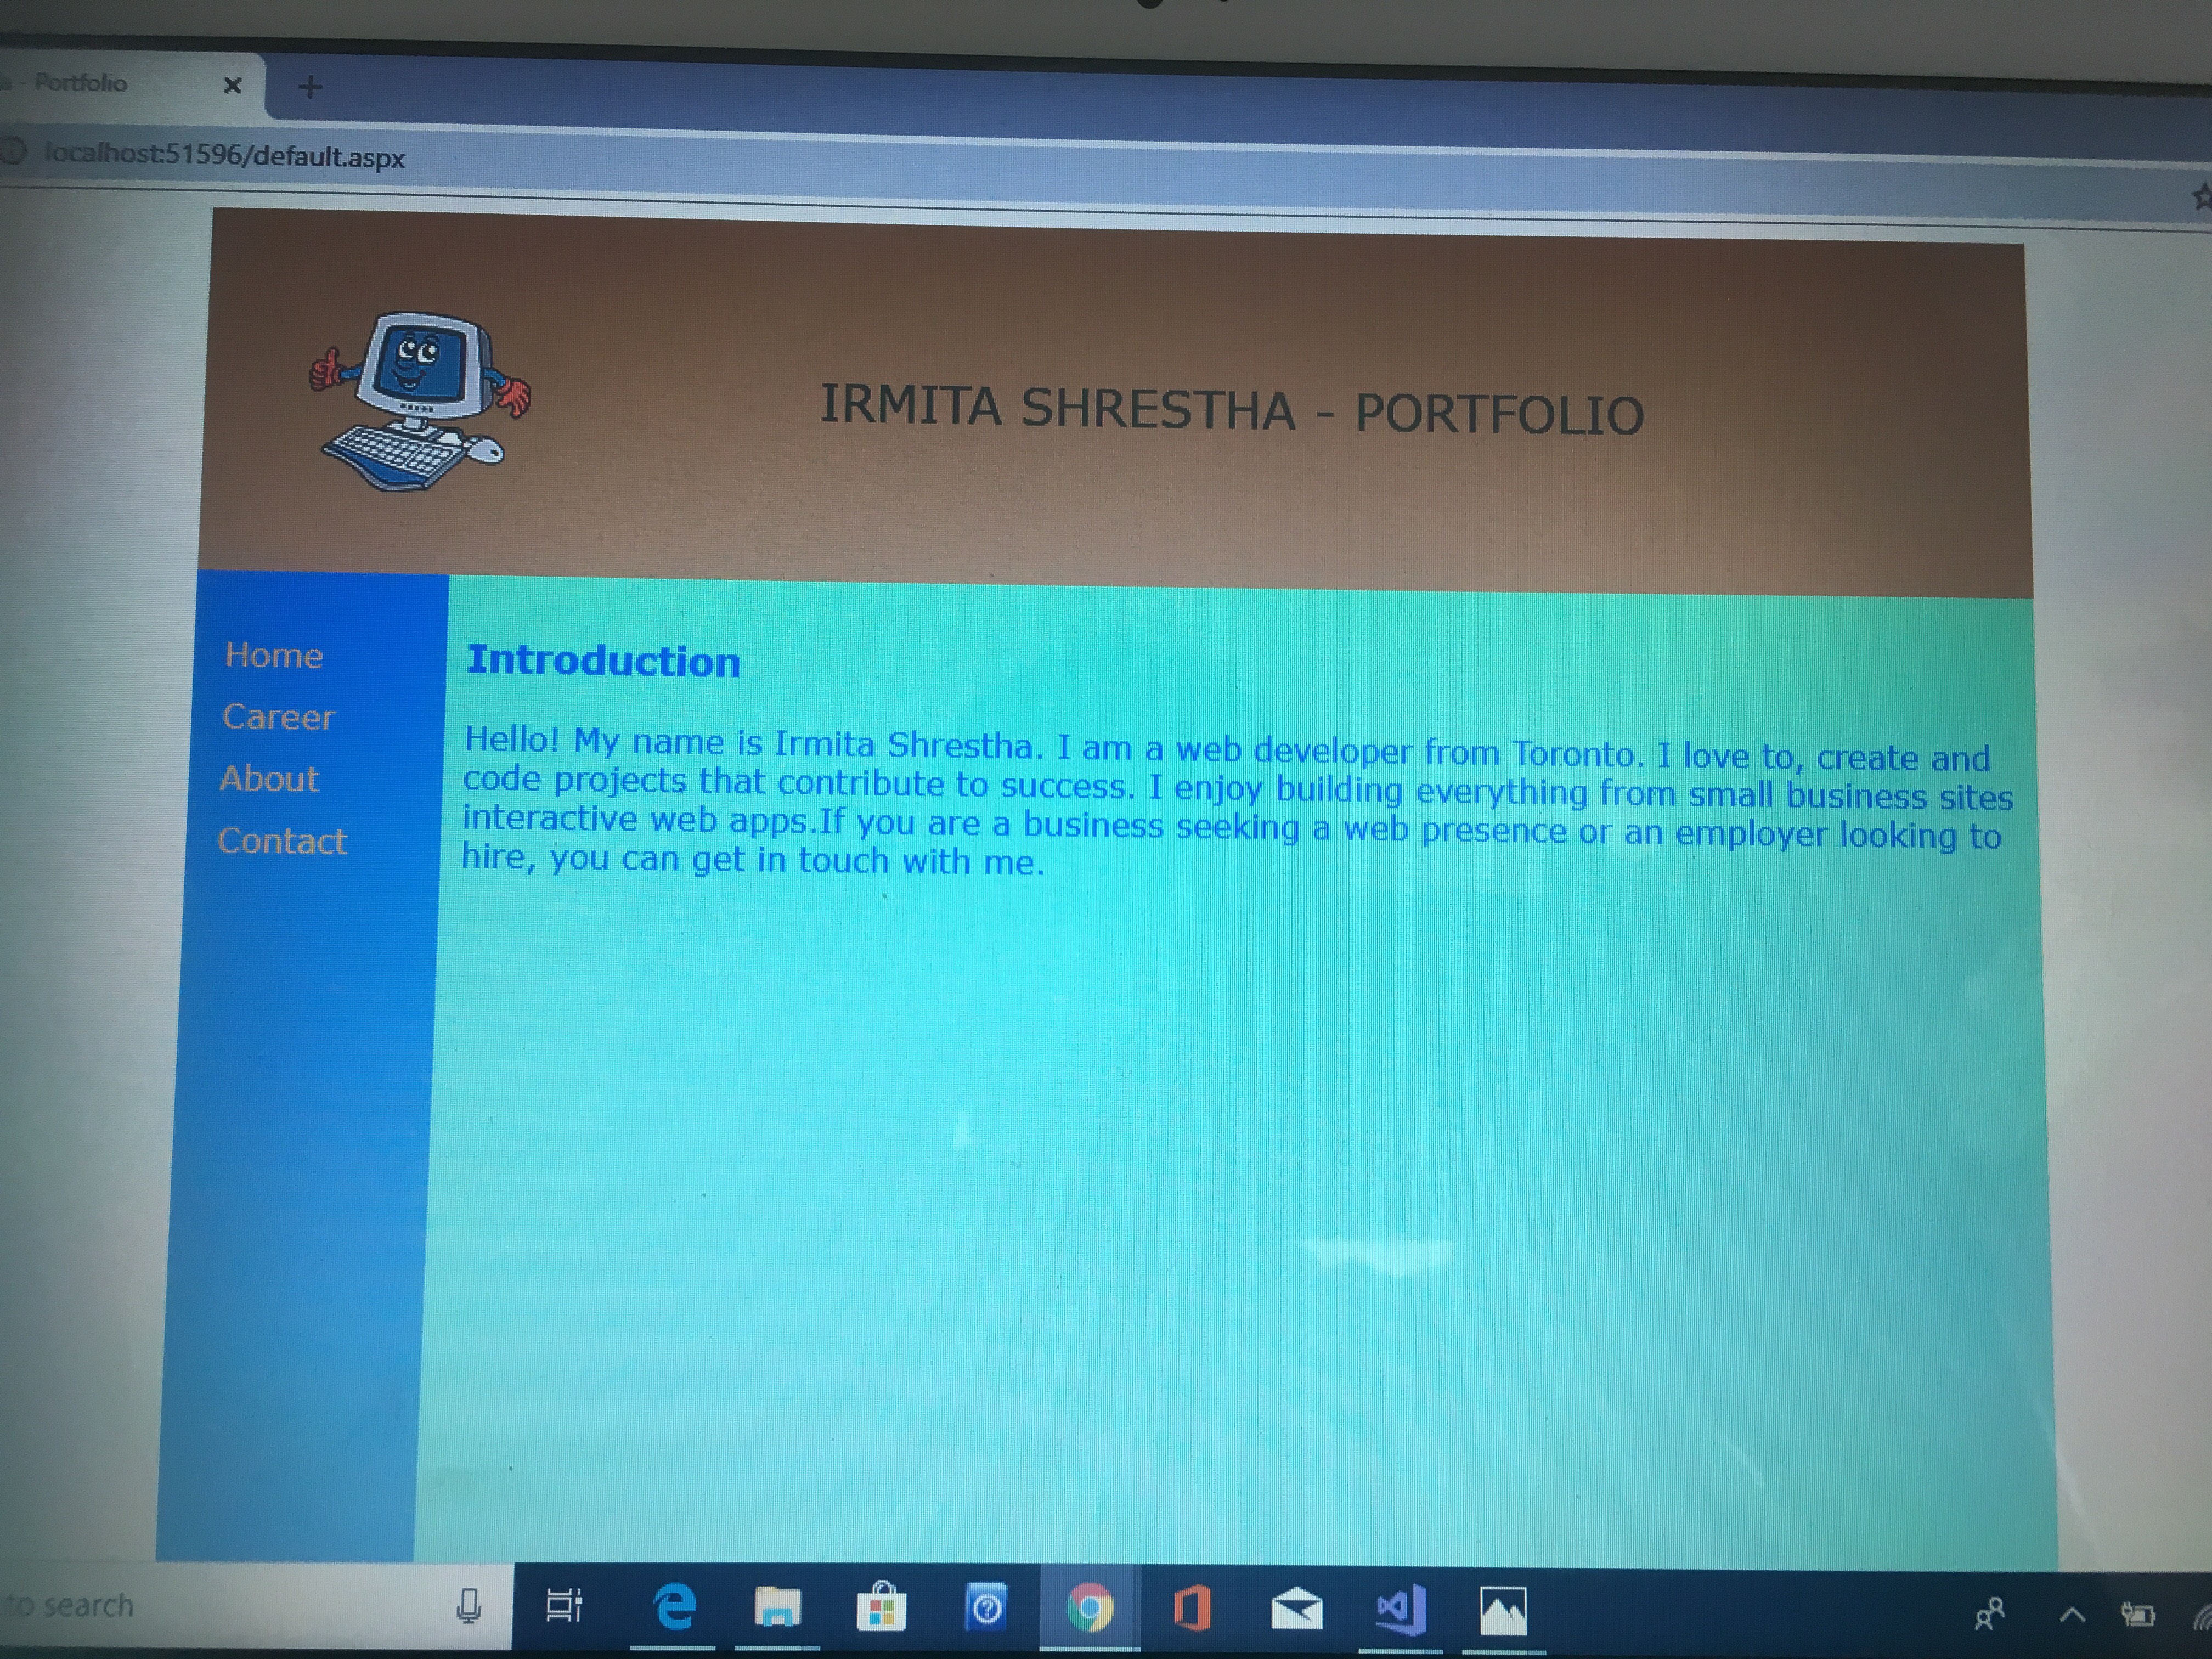 - Portfolio
localhost:51596/default.aspx
IRMITA SHRESTHA - PORTFOLIO
Home
Career
About
Contact
Introduction
Hello! My name is Irmita Shrestha. I am a web developer from Toronto. I love to, create and
code projects that contribute to success. I enjoy building everything from small business sites
interactive web apps.If you are a business seeking a web presence or an employer looking to
hire, you can get in touch with me.
to search